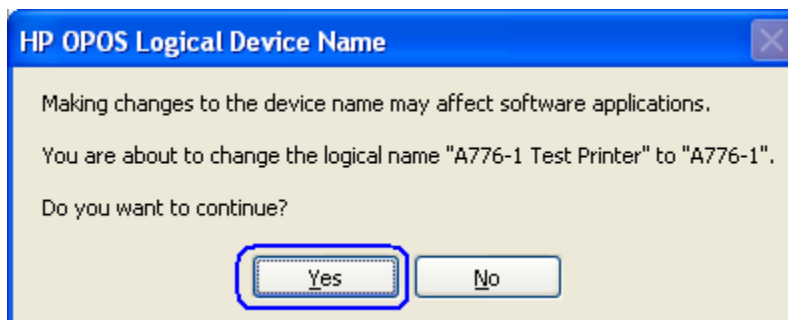 HP OPOS Logical Device Name
Making changes to the device name may affect software applications.
You are about to change the logical name "A776-1 Test Printer" to "A776-1".
Do you want to continue?
Yes No